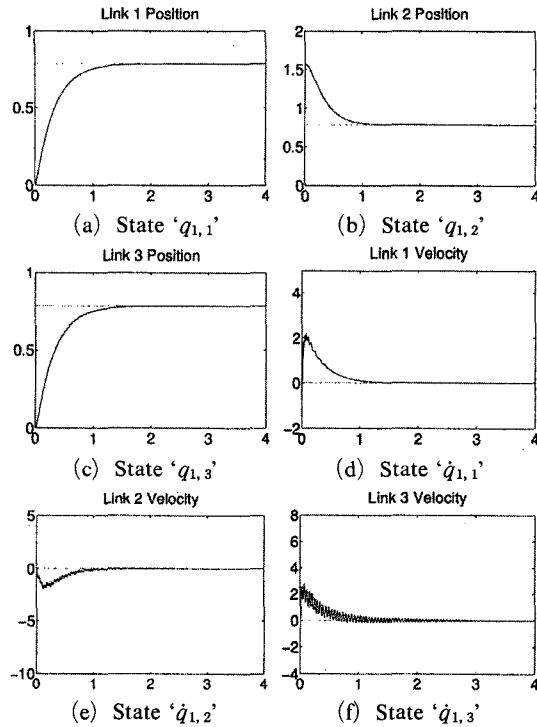 Link 1 Position
1
0.5
0
0 1 2 3 4
(a) State ‘q1,1’
Link 2 Position
2
1.5
1
0.5
0
0 1 2 3 4
(b) State ‘q1,2’
Link 3 Position
1
0.5
0
0 1 2 3 4
(c) State ‘q1,3’
Link 1 Velocity
4
2
0
-2
0 1 2 3 4
(d) State ‘q̇1,1’
Link 2 Velocity
5
0
-5
-10
0 1 2 3 4
(e) State ‘q̇1,2’
Link 3 Velocity
8
6
4
2
0
-2
-4
0 1 2 3 4
(f) State ‘q̇1,3’